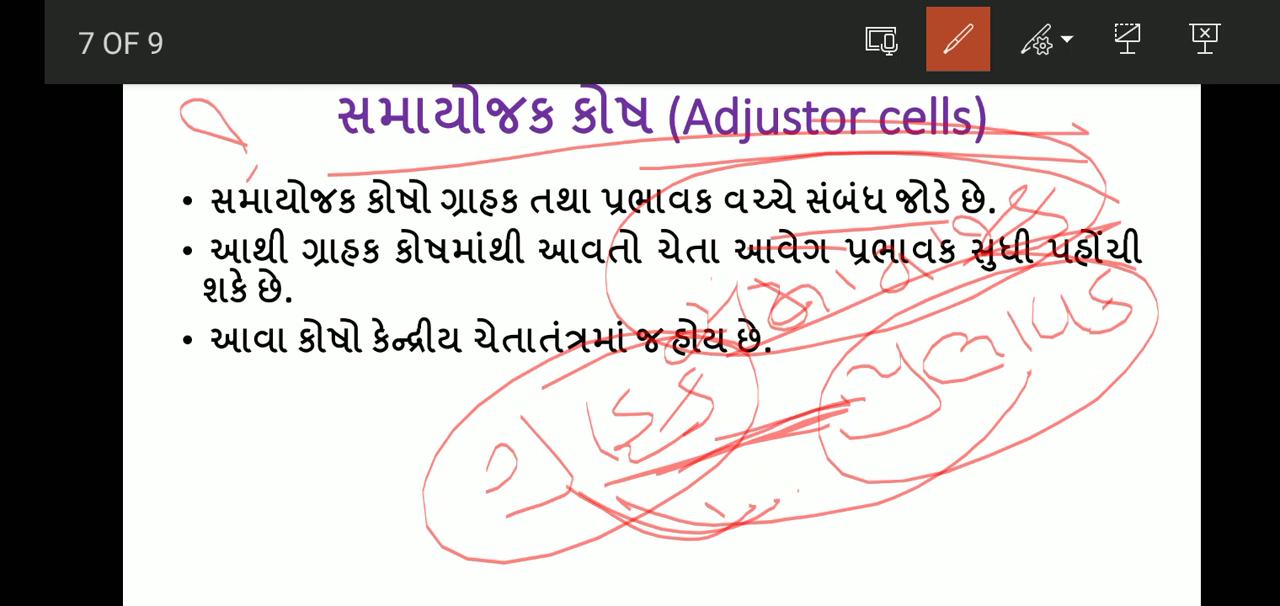 7 OF 9
સમાયોજક કોષ (Adjustor cells)
• સમાયોજક કોષો ગ્રાહક તથા પ્રભાવક વચ્ચે સંબંધ જોડે છે.
• આથી ગ્રાહક કોષમાંથી આવતો ચેતા આવેગ પ્રભાવક સુધી પહોંચી
શકે છે.
• આવા કોષો કેન્દ્રીય ચેતાતંત્રમાં જ હોય છે.
ગ્રાહક